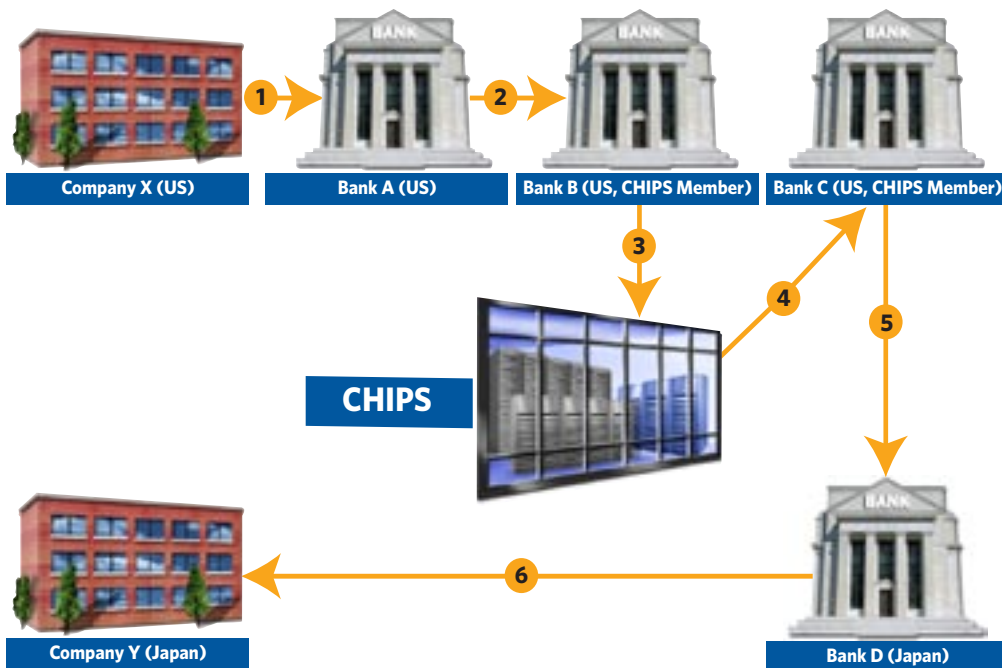 BANK
BANK
BANK
1
2
Company X (US)
Bank A (US)
Bank B (US, CHIPS Member)
Bank C (US, CHIPS Member)
3
4
5
CHIPS
BANK
6
Company Y (Japan)
Bank D (Japan)